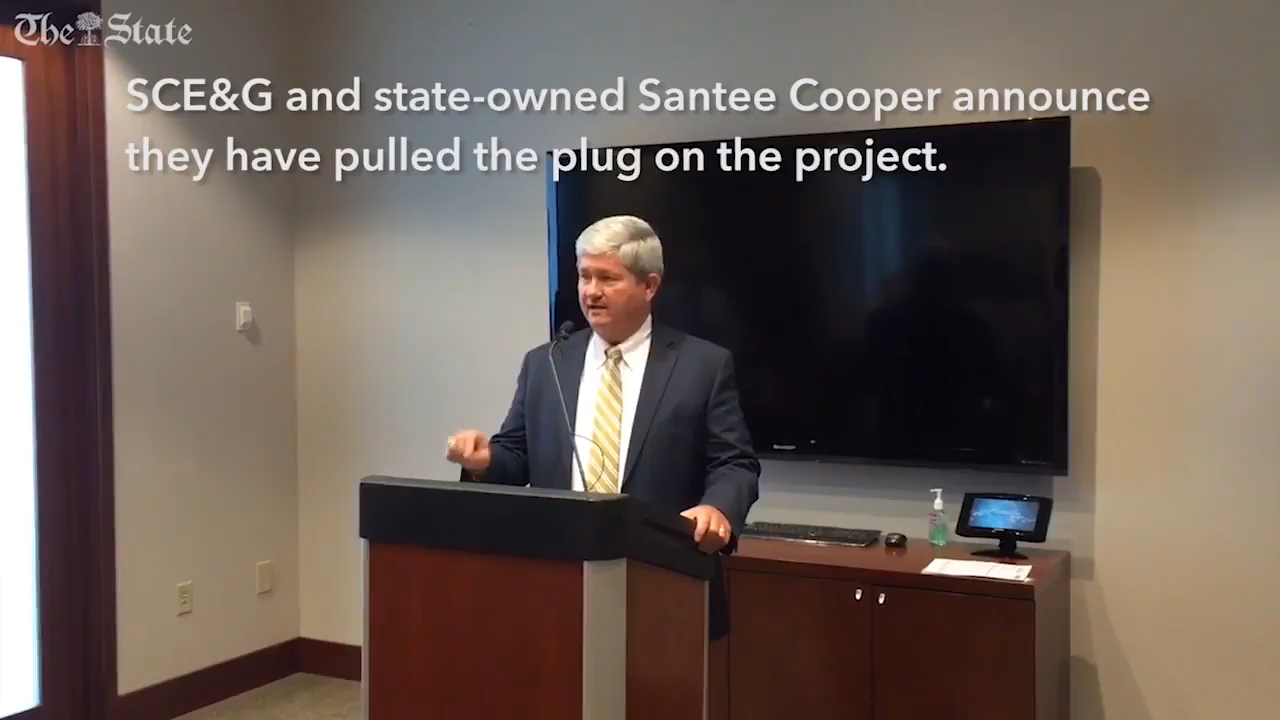 The State
SCE&G and state-owned Santee Cooper announce
they have pulled the plug on the project.